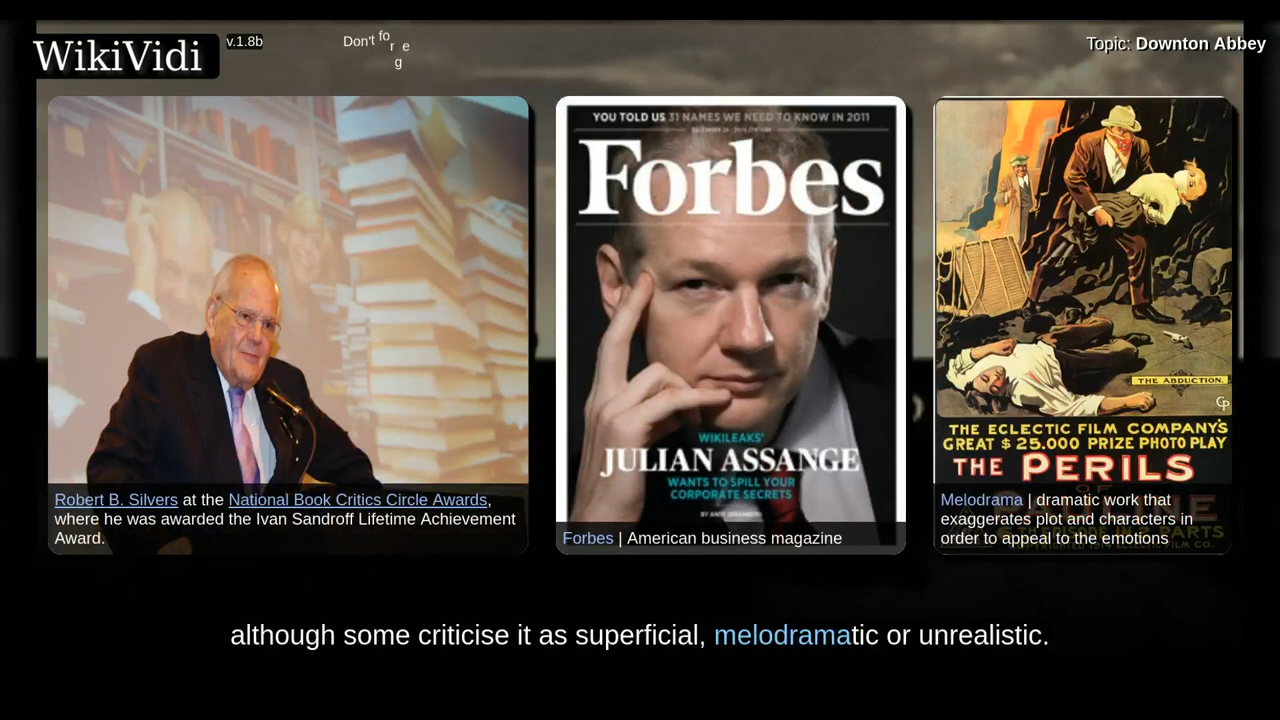 WikiVidi
v.1.8b
Don't forge
Topic: Downton Abbey
Robert B. Silvers at the National Book Critics Circle Awards,
where he was awarded the Ivan Sandroff Lifetime Achievement
Award.
YOU TOLD US 31 NAMES WE NEED TO KNOW IN 2011
Forbes
WIKILEAKS'
JULIAN ASSANGE
WANTS TO SPILL YOUR
CORPORATE SECRETS
Forbes | American business magazine
THE ABDUCTION.
THE ECLECTIC FILM COMPANY'S
GREAT $ 25.000 PRIZE PHOTO PLAY
THE PERILS
OF
PAULINE
Melodrama | dramatic work that
exaggerates plot and characters in
order to appeal to the emotions
although some criticise it as superficial, melodramatic or unrealistic.